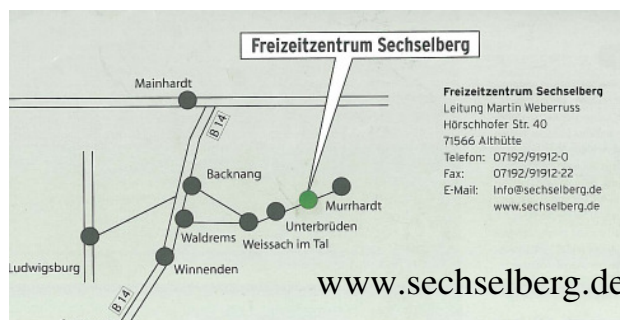 Freizeitzentrum Sechselberg
Mainhardt
B 14
Backnang
Murrhardt
Unterbrüden
Waldrems
Weissach im Tal
Ludwigsburg
Winnenden
B 14
Freizeitzentrum Sechselberg
Leitung Martin Weberruss
Hörschhofer Str. 40
71566 Althütte
Telefon: 07192/91912-0
Fax: 07192/91912-22
E-Mail: Info@sechselberg.de
www.sechselberg.de
www.sechselberg.de